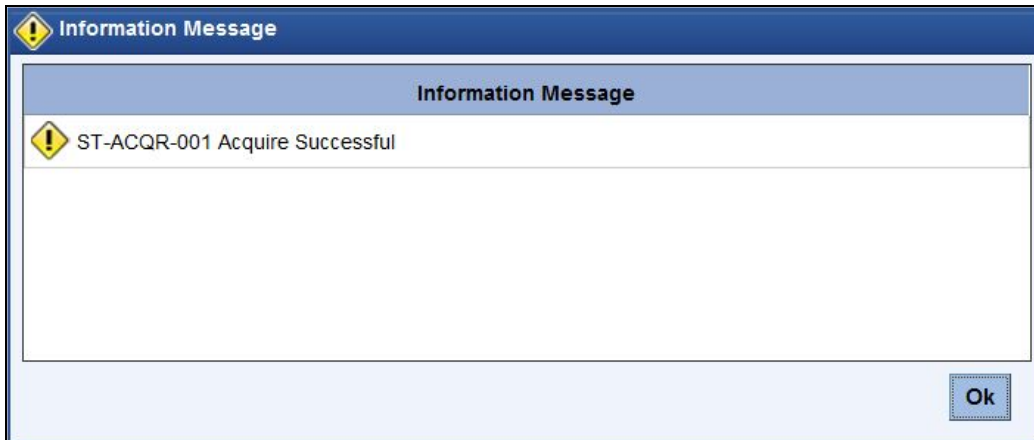 Information Message
Information Message
ST-ACQR-001 Acquire Successful
Ok